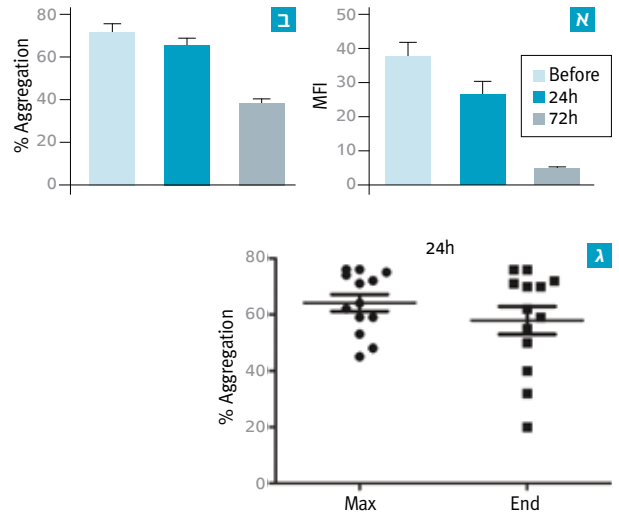 ב
80
60
40
20
0
% Aggregation
א
50
40
30
20
10
0
MFI
Before
24h
72h
ג
24h
80
60
40
20
0
% Aggregation
Max End